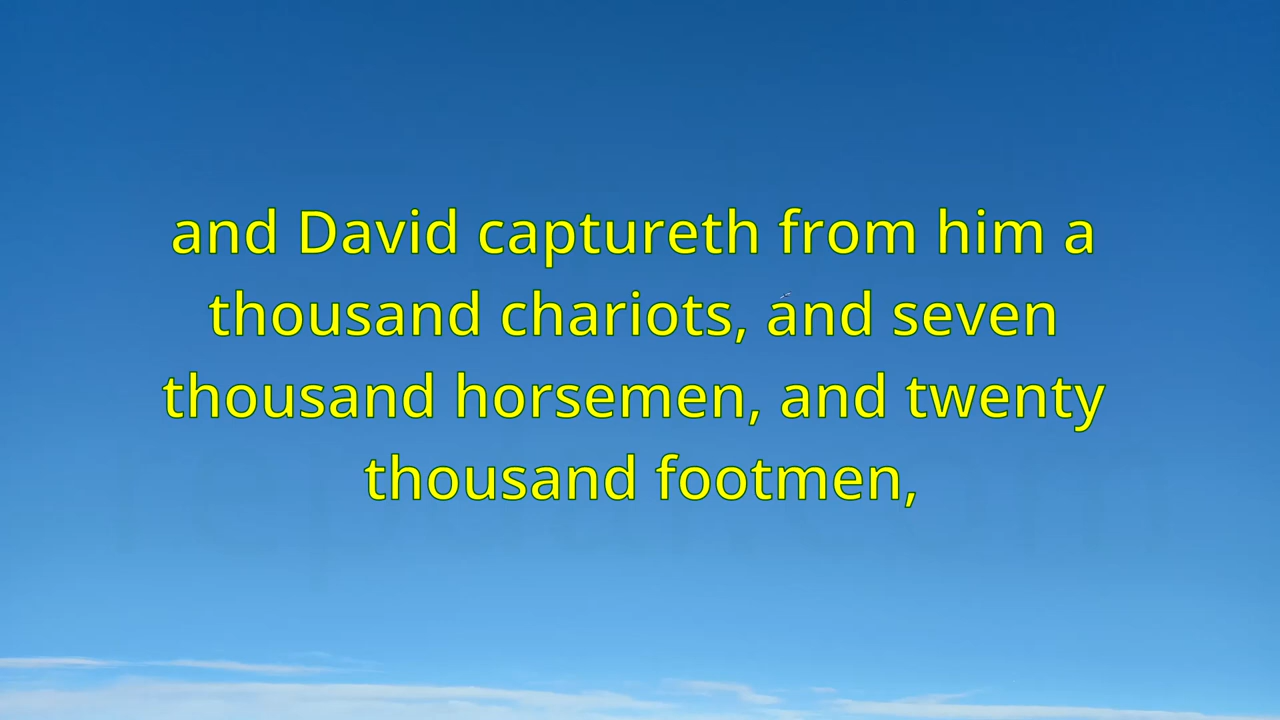 and David captureth from him a
thousand chariots, and seven
thousand horsemen, and twenty
thousand footmen,